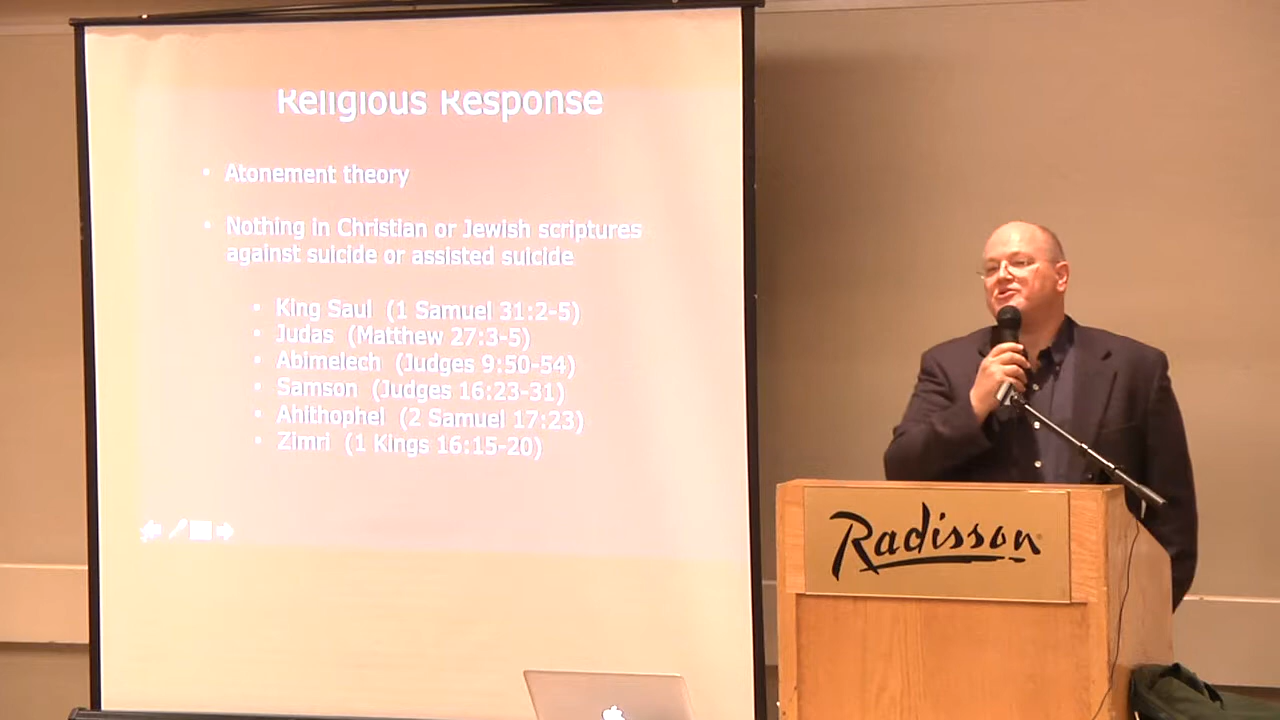 Religious Response
• Atonement theory
• Nothing in Christian or Jewish scriptures
against suicide or assisted suicide
• King Saul (1 Samuel 31:2-5)
• Judas (Matthew 27:3-5)
• Abimelech (Judges 9:50-54)
• Samson (Judges 16:23-31)
• Ahithophel (2 Samuel 17:23)
• Zimri (1 Kings 16:15-20)
Radisson